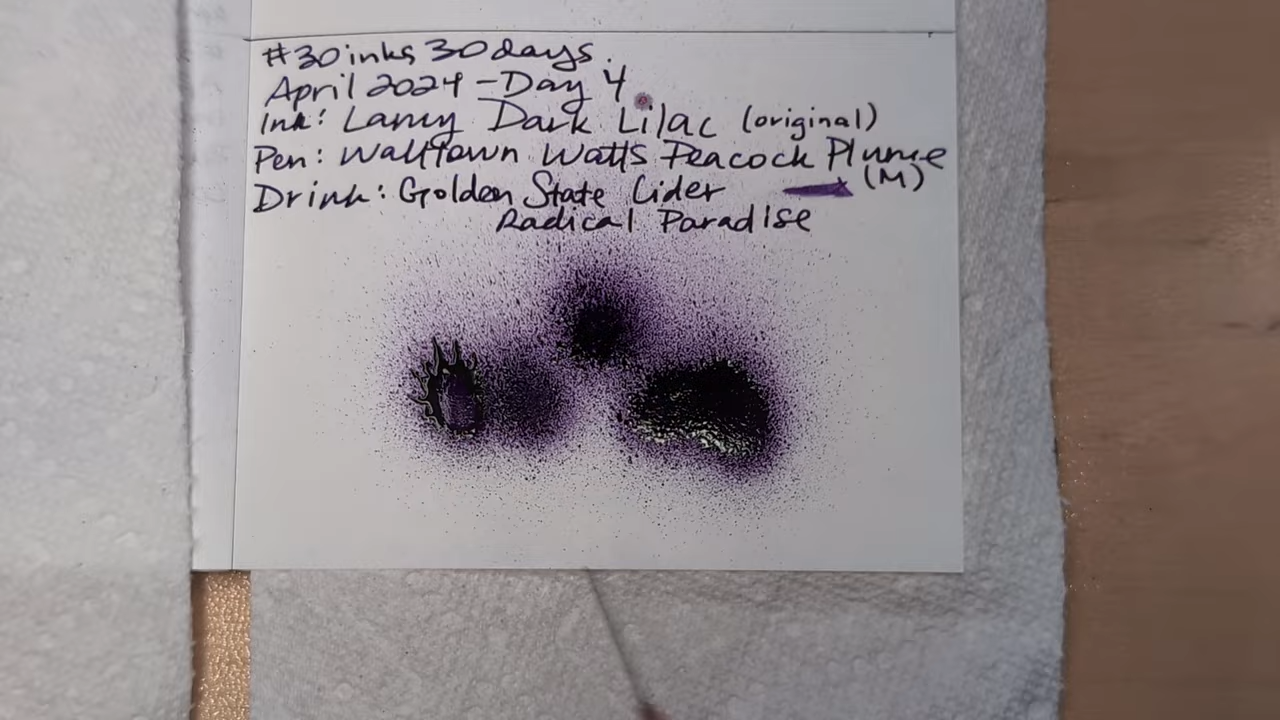 #30inks30days.
April 2024 - Day 4
Ink: Lamy Dark Lilac (original)
Pen: Walltown Watts Peacock Plume
(M)
Drink: Golden State Cider
Radical Paradise